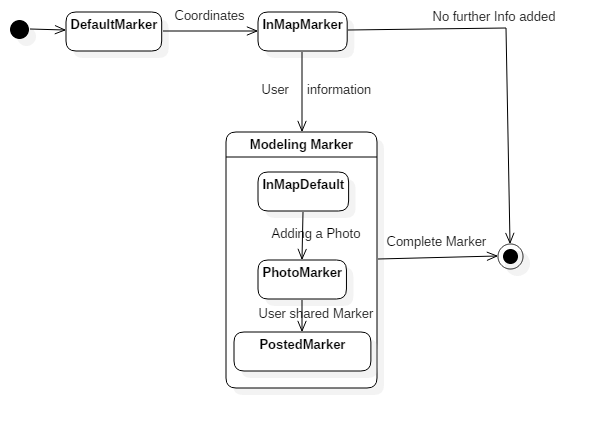 No further Info added
Coordinates
DefaultMarker
InMapMarker
User information
Modeling Marker
InMapDefault
Adding a Photo
Complete Marker
PhotoMarker
User shared Marker
PostedMarker